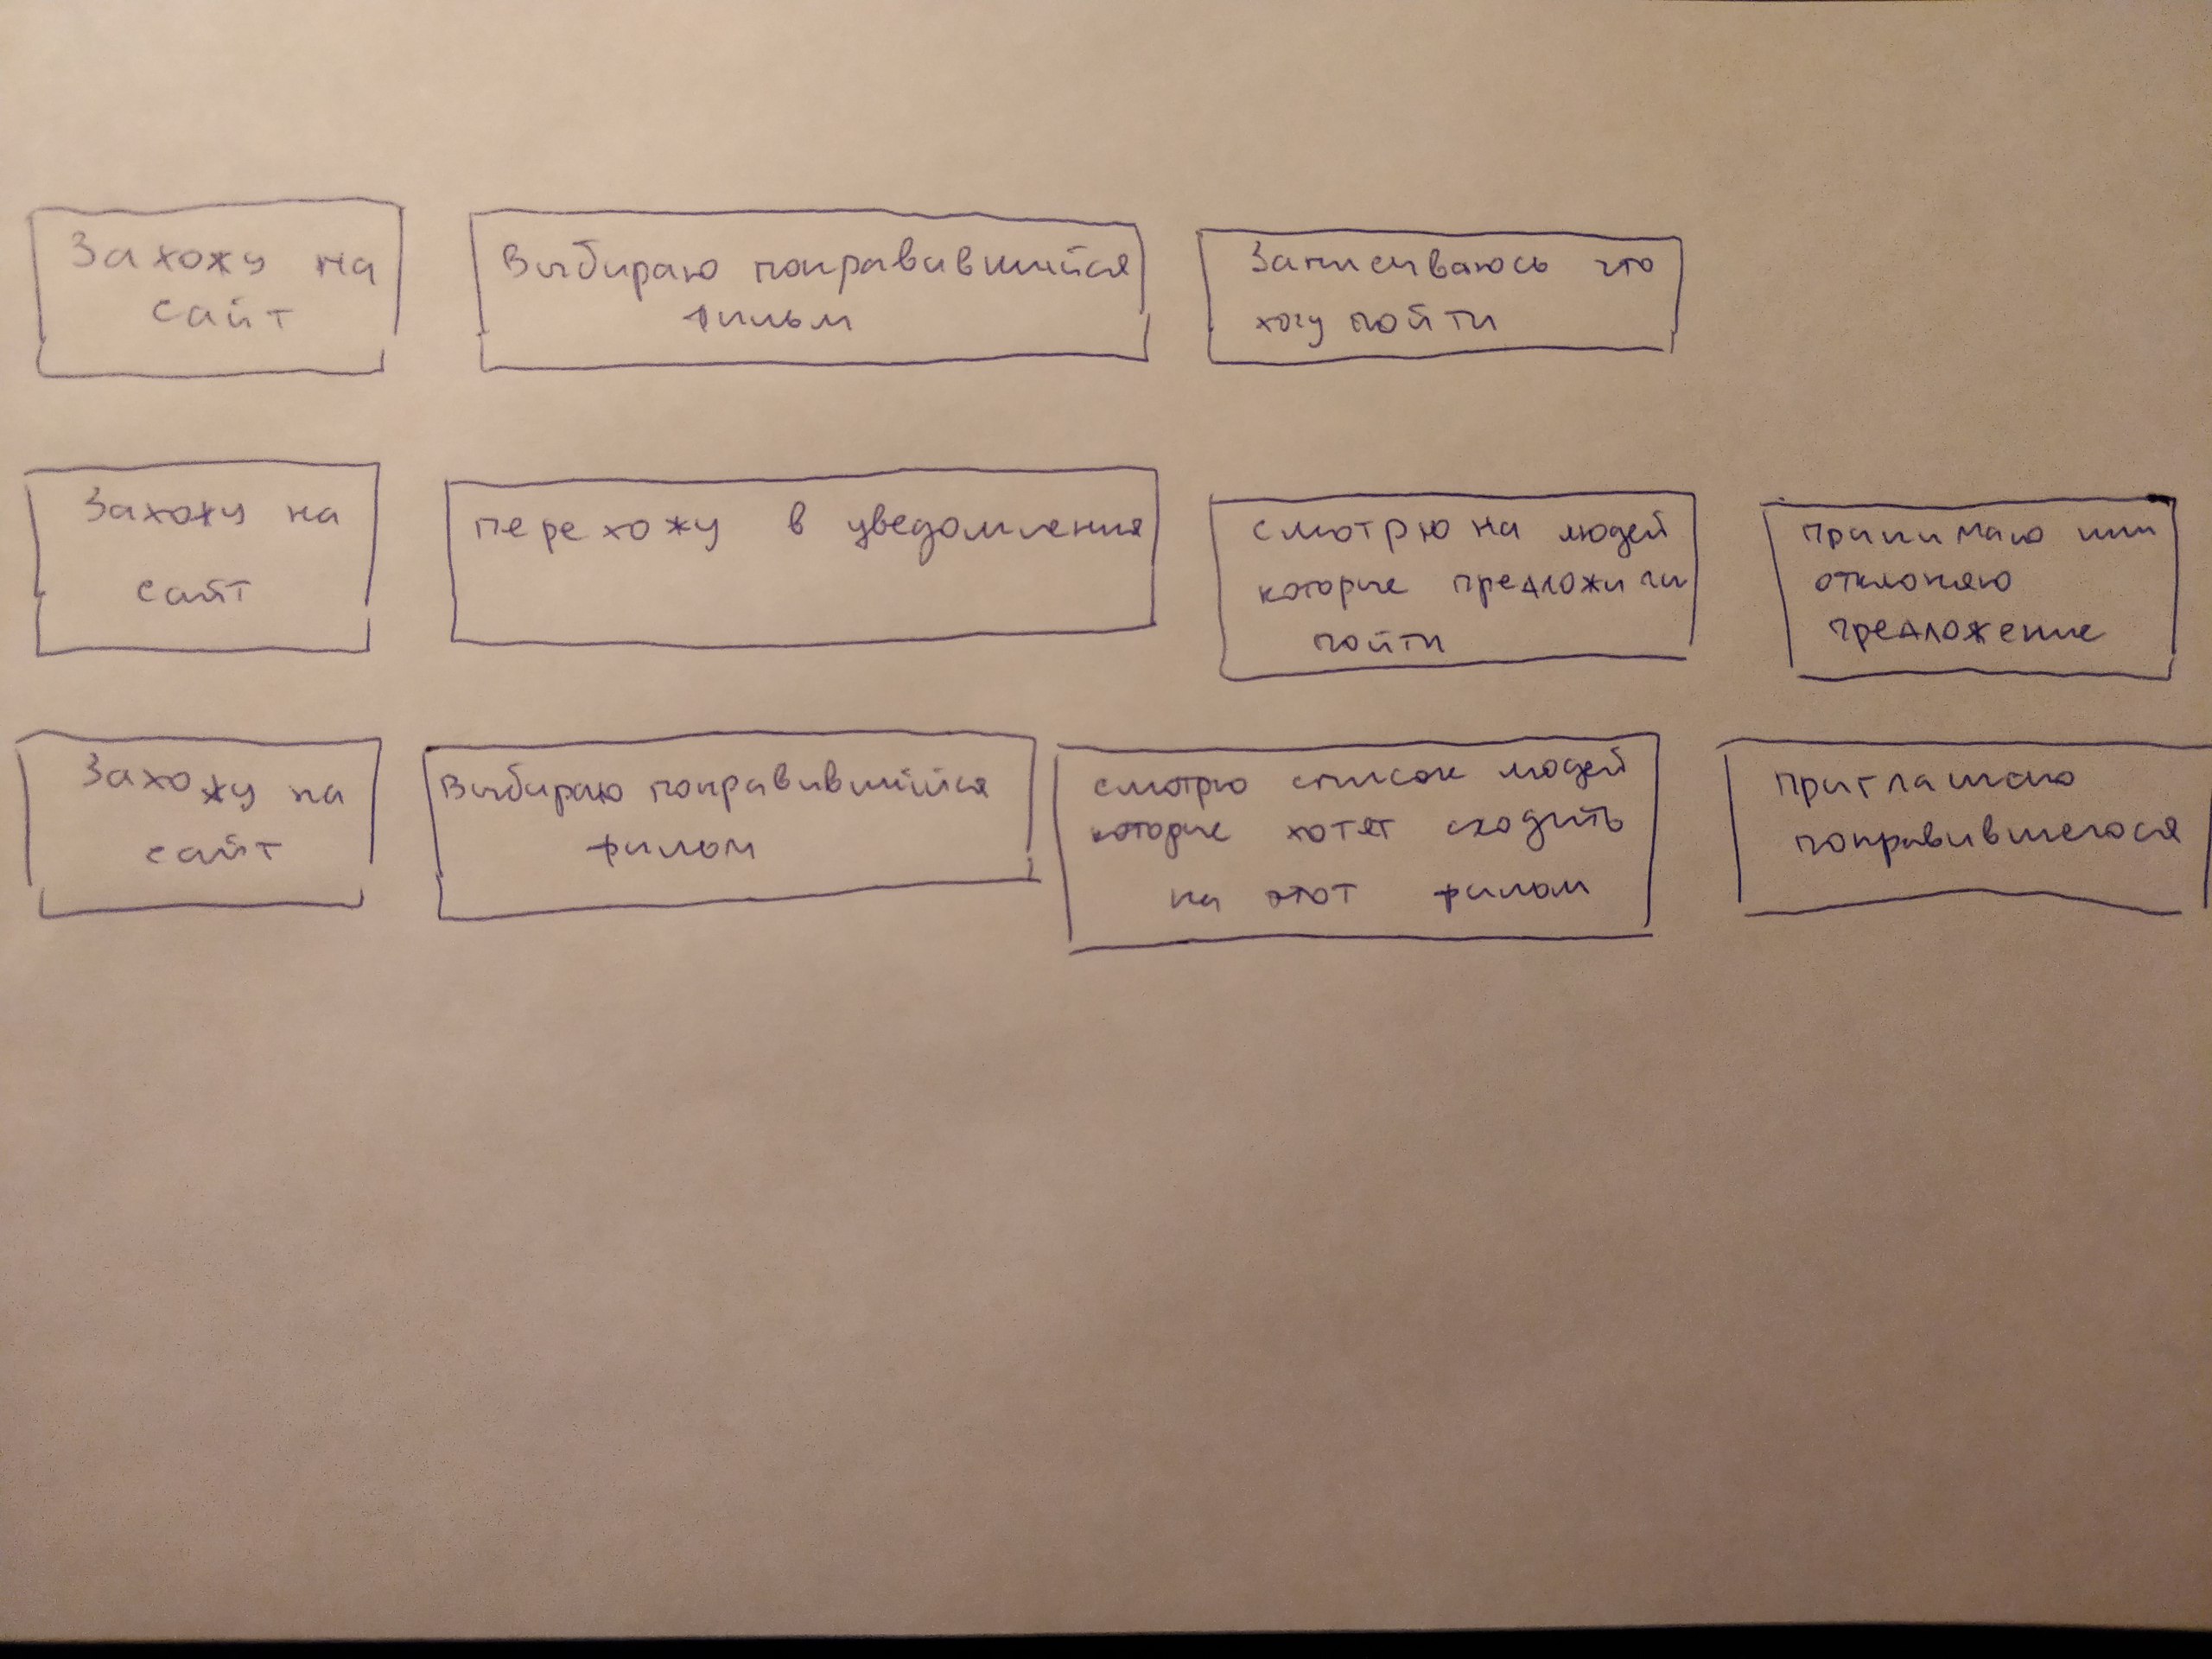 Захожу на
сайт
Выбираю понравившийся
фильм
Записываюсь что
хочу пойти
Захожу на
сайт
перехожу в уведомления
смотрю на людей
которые предложили
пойти
принимаю или
отклоняю
предложение
Захожу на
сайт
Выбираю понравившийся
фильм
смотрю список людей
которые хотят сходить
на этот фильм
приглашаю
понравившегося